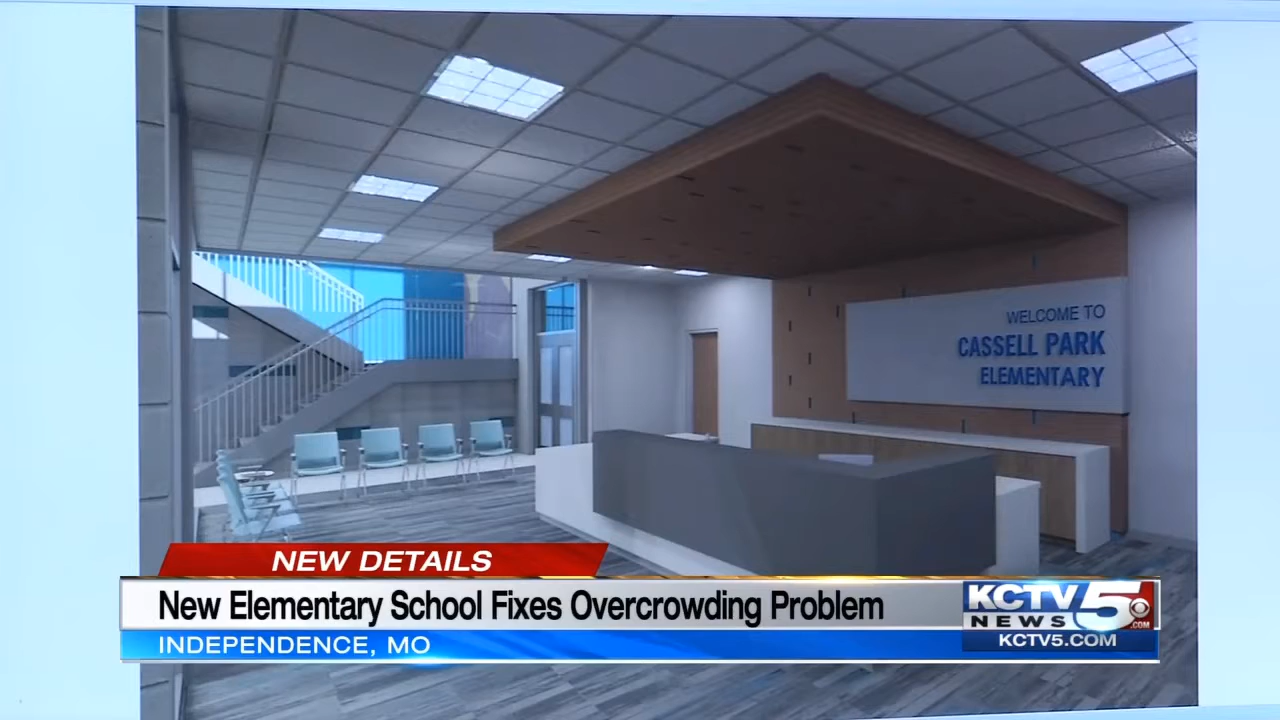 WELCOME TO
CASSELL PARK
ELEMENTARY
NEW DETAILS
New Elementary School Fixes Overcrowding Problem
INDEPENDENCE, MO
KCTV5
NEWS .COM
KCTV5.COM